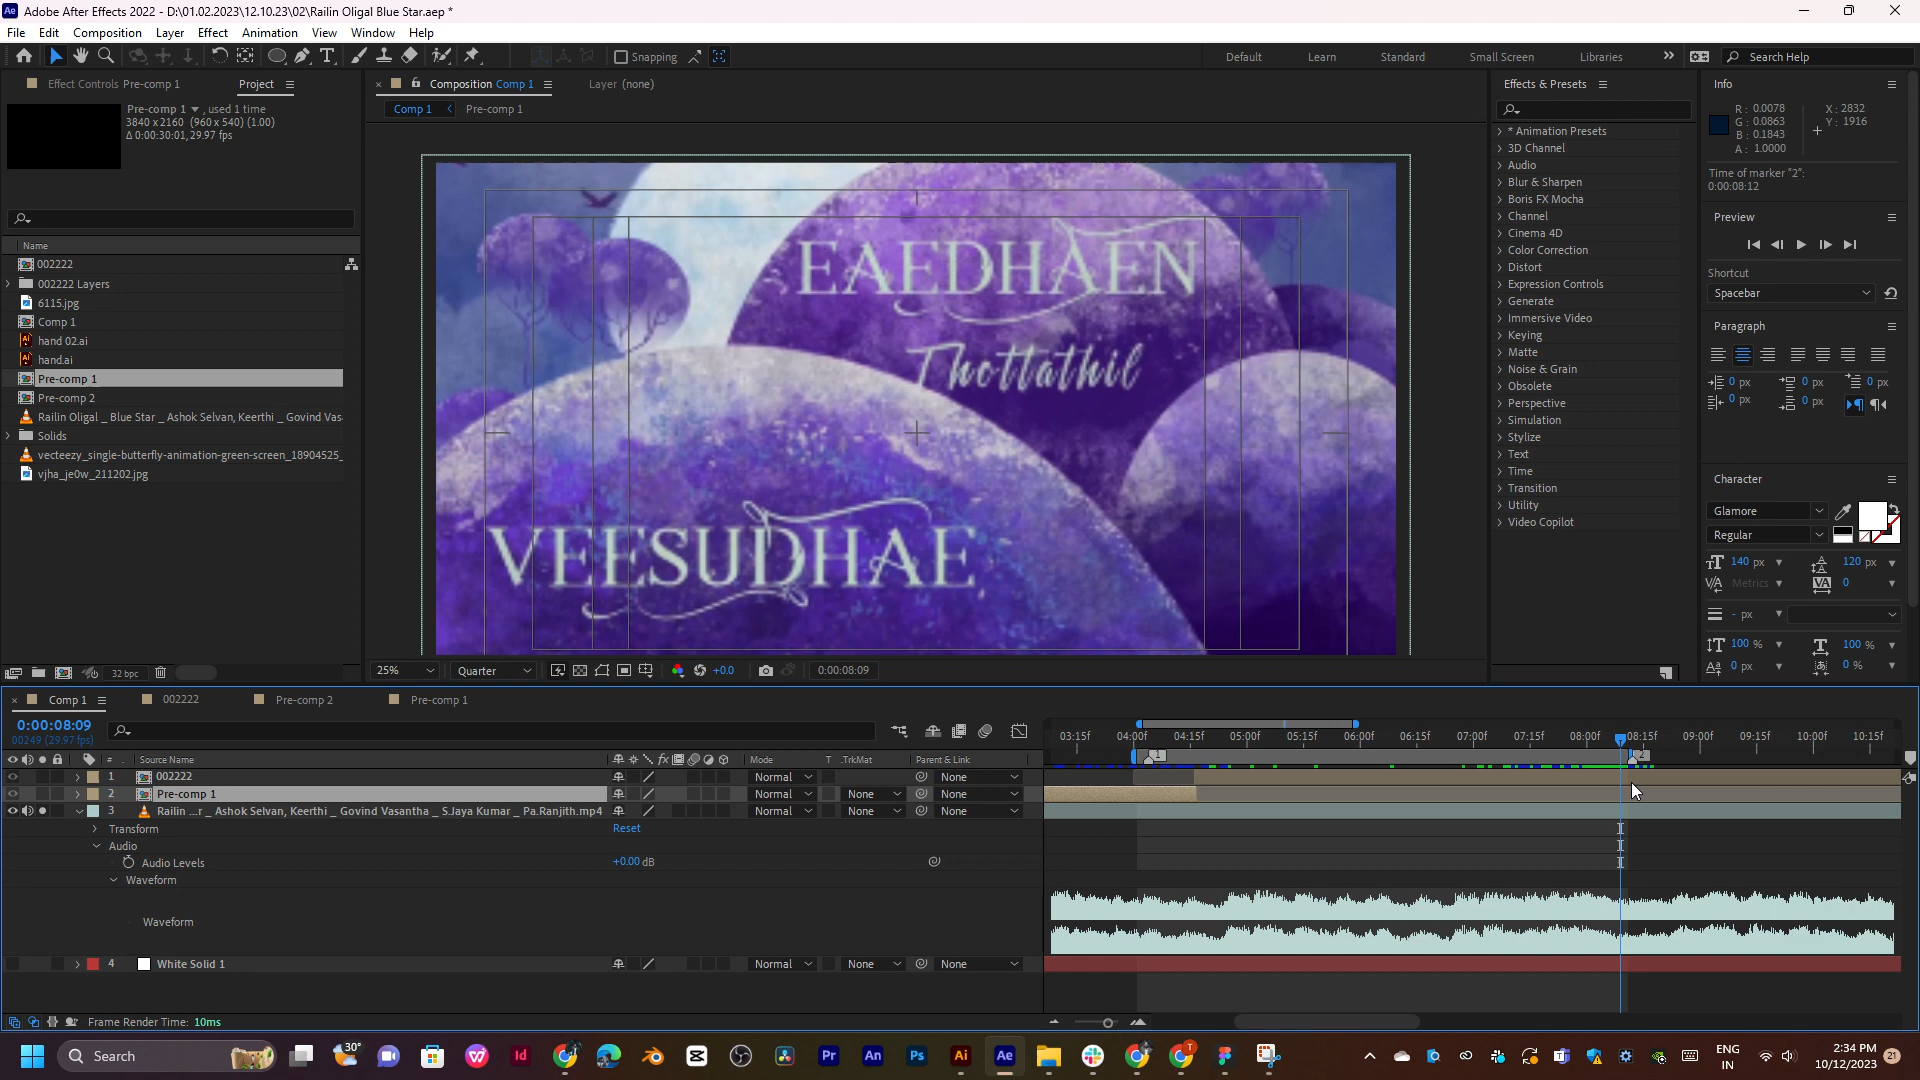 Adobe After Effects 2022 - D:\01.02.2023\12.10.23\02\Railin Oligal Blue Star.aep *
File Edit Composition Layer Effect Animation View Window Help
Snapping
Default Learn Standard Small Screen Libraries Search Help
Effect Controls Pre-comp 1 Project
Pre-comp 1 , used 1 time
3840 x 2160 (960 x 540) (1.00)
Δ 0:00:30:01, 29.97 fps
Name
002222
002222 Layers
6115.jpg
Comp 1
hand 02.ai
hand.ai
Pre-comp 1
Pre-comp 2
Railin Oligal _ Blue Star _ Ashok Selvan, Keerthi _ Govind Vas
Solids
vecteezy_single-butterfly-animation-green-screen_18904525_
vjha_je0w_211202.jpg
32 bpc
Composition Comp 1
Layer (none)
Comp 1 Pre-comp 1
EAEDHAEN
Thottathil
VEESUDHAE
25% Quarter +0.0 0:00:08:09
Effects & Presets
* Animation Presets
3D Channel
Audio
Blur & Sharpen
Boris FX Mocha
Channel
Cinema 4D
Color Correction
Distort
Expression Controls
Generate
Immersive Video
Keying
Matte
Noise & Grain
Obsolete
Perspective
Simulation
Stylize
Text
Time
Transition
Utility
Video Copilot
Info
R : 0.0078
G : 0.0863
B : 0.1843
A : 1.0000
X : 2832
Y : 1916
Time of marker "2":
0:00:08:12
Preview
Shortcut
Spacebar
Paragraph
0 px 0 px 0 px
0 px 0 px
Character
Glamore
Regular
140 px 120 px
Metrics 0
- px
100 % 100 %
0 px 0 %
Comp 1 002222 Pre-comp 2 Pre-comp 1
0:00:08:09
00249 (29.97 fps)
# Source Name Mode T .TrkMat Parent & Link
03:15f 04:00f 04:15f 05:00f 05:15f 06:00f 06:15f 07:00f 07:15f 08:00f 08:15f 09:00f 09:15f 10:00f 10:15f
1 2
1 002222 Normal None
2 Pre-comp 1 Normal None None
3 Railin ...r _ Ashok Selvan, Keerthi _ Govind Vasantha _ S.Jaya Kumar _ Pa.Ranjith.mp4 Normal None None
Transform Reset
Audio
Audio Levels +0.00 dB
Waveform
Waveform
4 White Solid 1 Normal None None
Frame Render Time: 10ms
Search
30°
ENG
IN
2:34 PM
10/12/2023
21